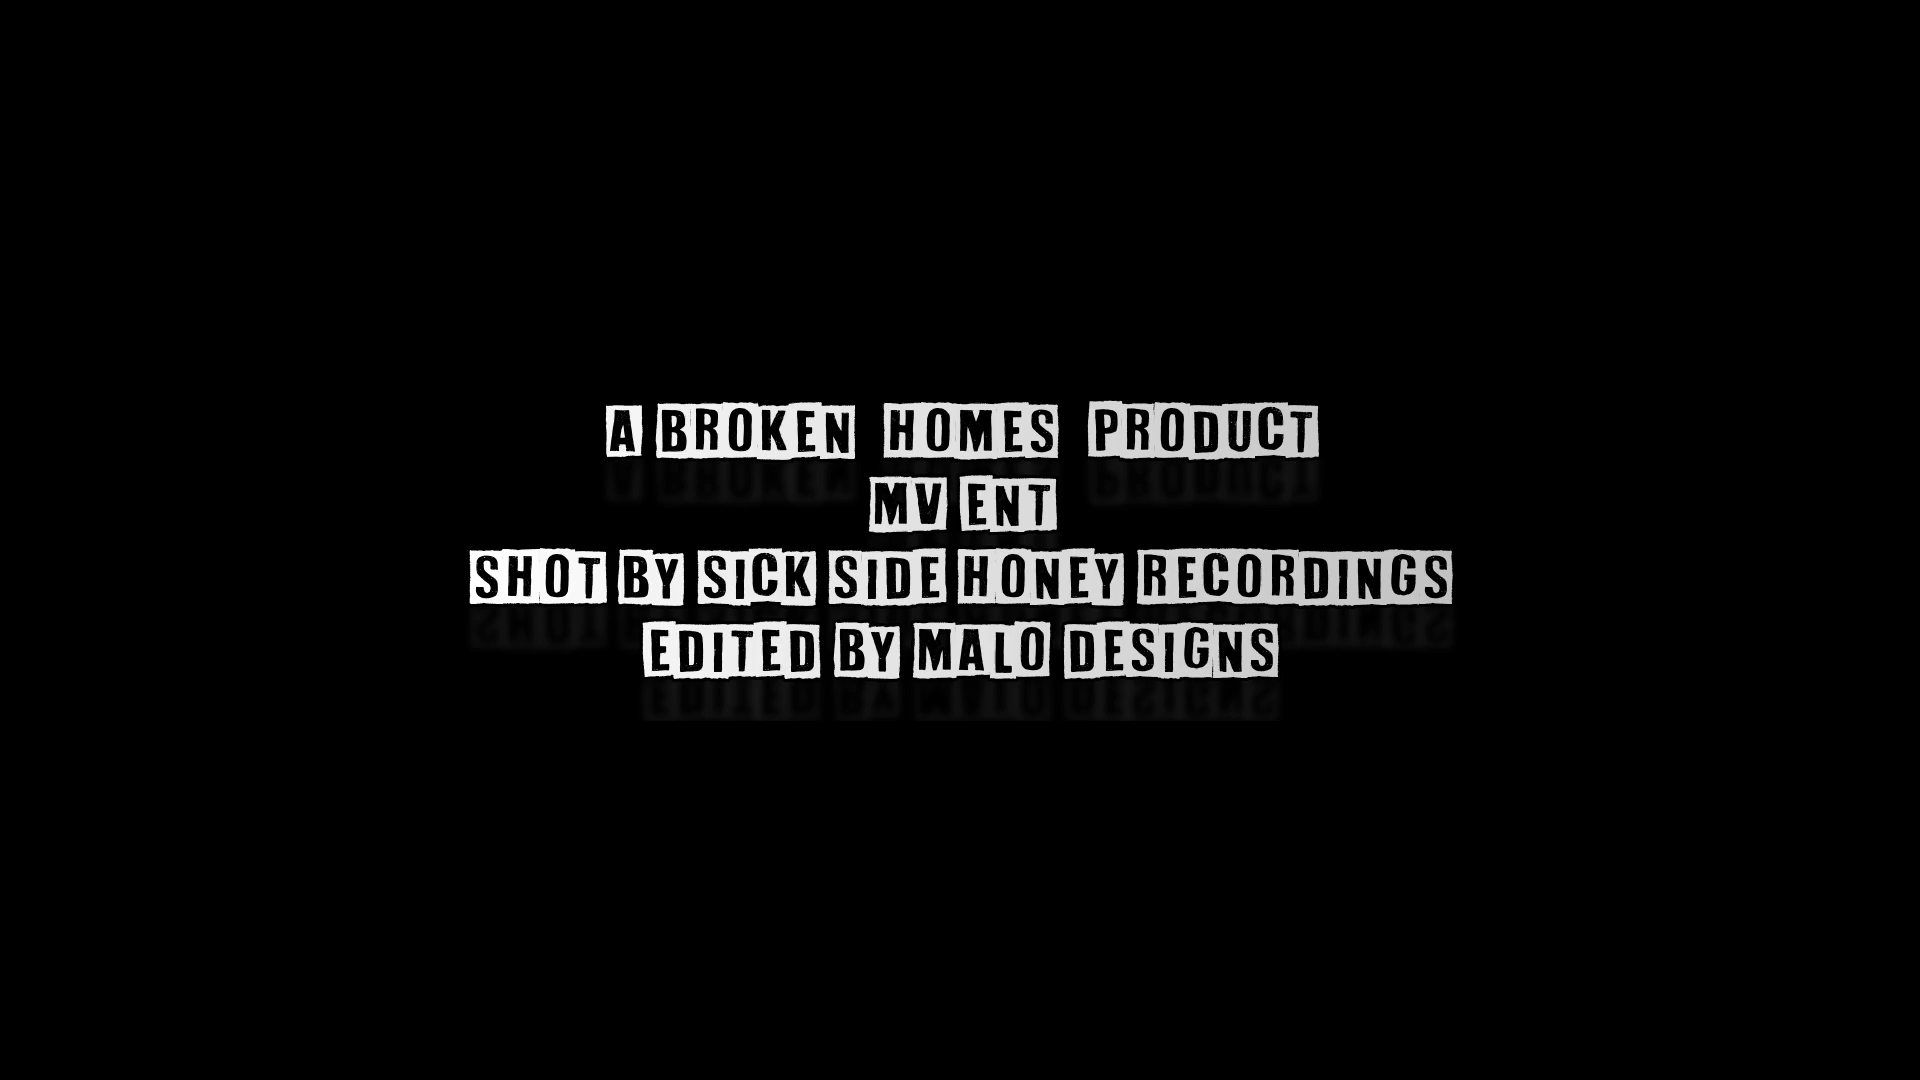 A BROKEN HOMES PRODUCT
MV ENT
SHOT BY SICK SIDE HONEY RECORDINGS
EDITED BY MALO DESIGNS